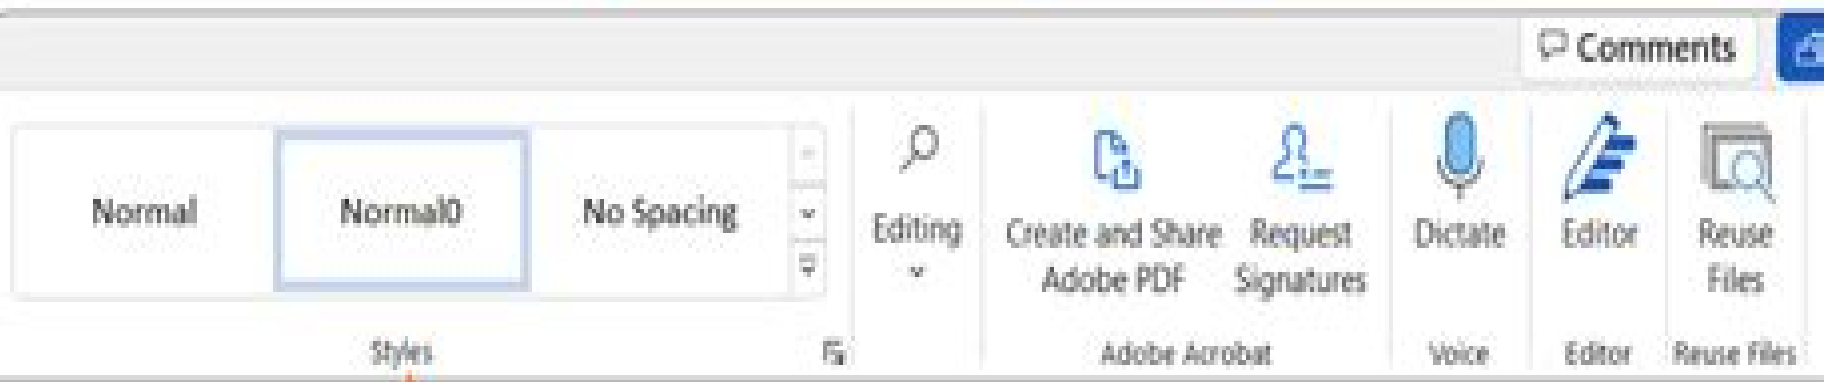 Comments
Normal
Normal0
No Spacing
Editing
Create and Share
Adobe PDF
Request
Signatures
Dictate
Editor
Reuse
Files
Styles
Adobe Acrobat
Voice
Editor
Reuse Files